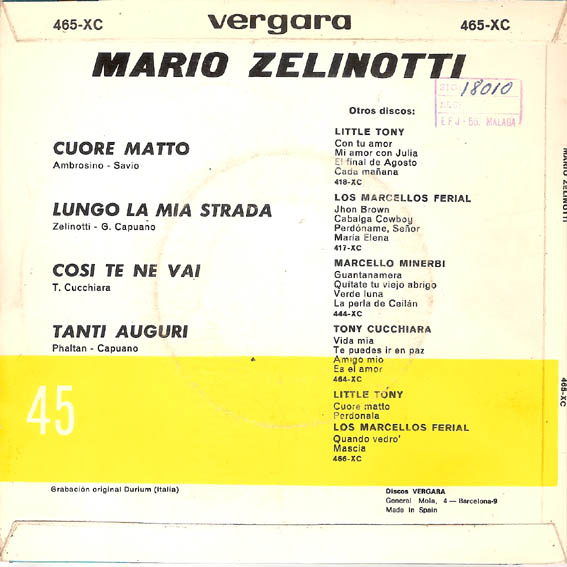 465-XC
vergara
465-XC
MARIO ZELINOTTI
18010
EFJ - 56. MALAGA
CUORE MATTO
Ambrosino - Savio
LUNGO LA MIA STRADA
Zelinotti - G. Capuano
COSI TE NE VAI
T. Cucchiara
TANTI AUGURI
Phaltan - Capuano
45
Otros discos:
LITTLE TONY
Con tu amor
Mi amor con Julia
El final de Agosto
Cada mañana
418-XC
LOS MARCELLOS FERIAL
Jhon Brown
Cabalga Cowboy
Perdóname, Señor
María Elena
417-XC
MARCELLO MINERBI
Guantanamera
Quítate tu viejo abrigo
Verde luna
La perla de Ceilán
444-XC
TONY CUCCHIARA
Vida mia
Te puedes ir en paz
Amigo mio
Es el amor
464-XC
LITTLE TONY
Cuore matto
Perdonala
LOS MARCELLOS FERIAL
Quando vedro'
Mascia
466-XC
Grabación original Durium (Italia)
Discos VERGARA
General Mola, 4 — Barcelona-9
Made in Spain
MARIO ZELINOTTI
465-XC